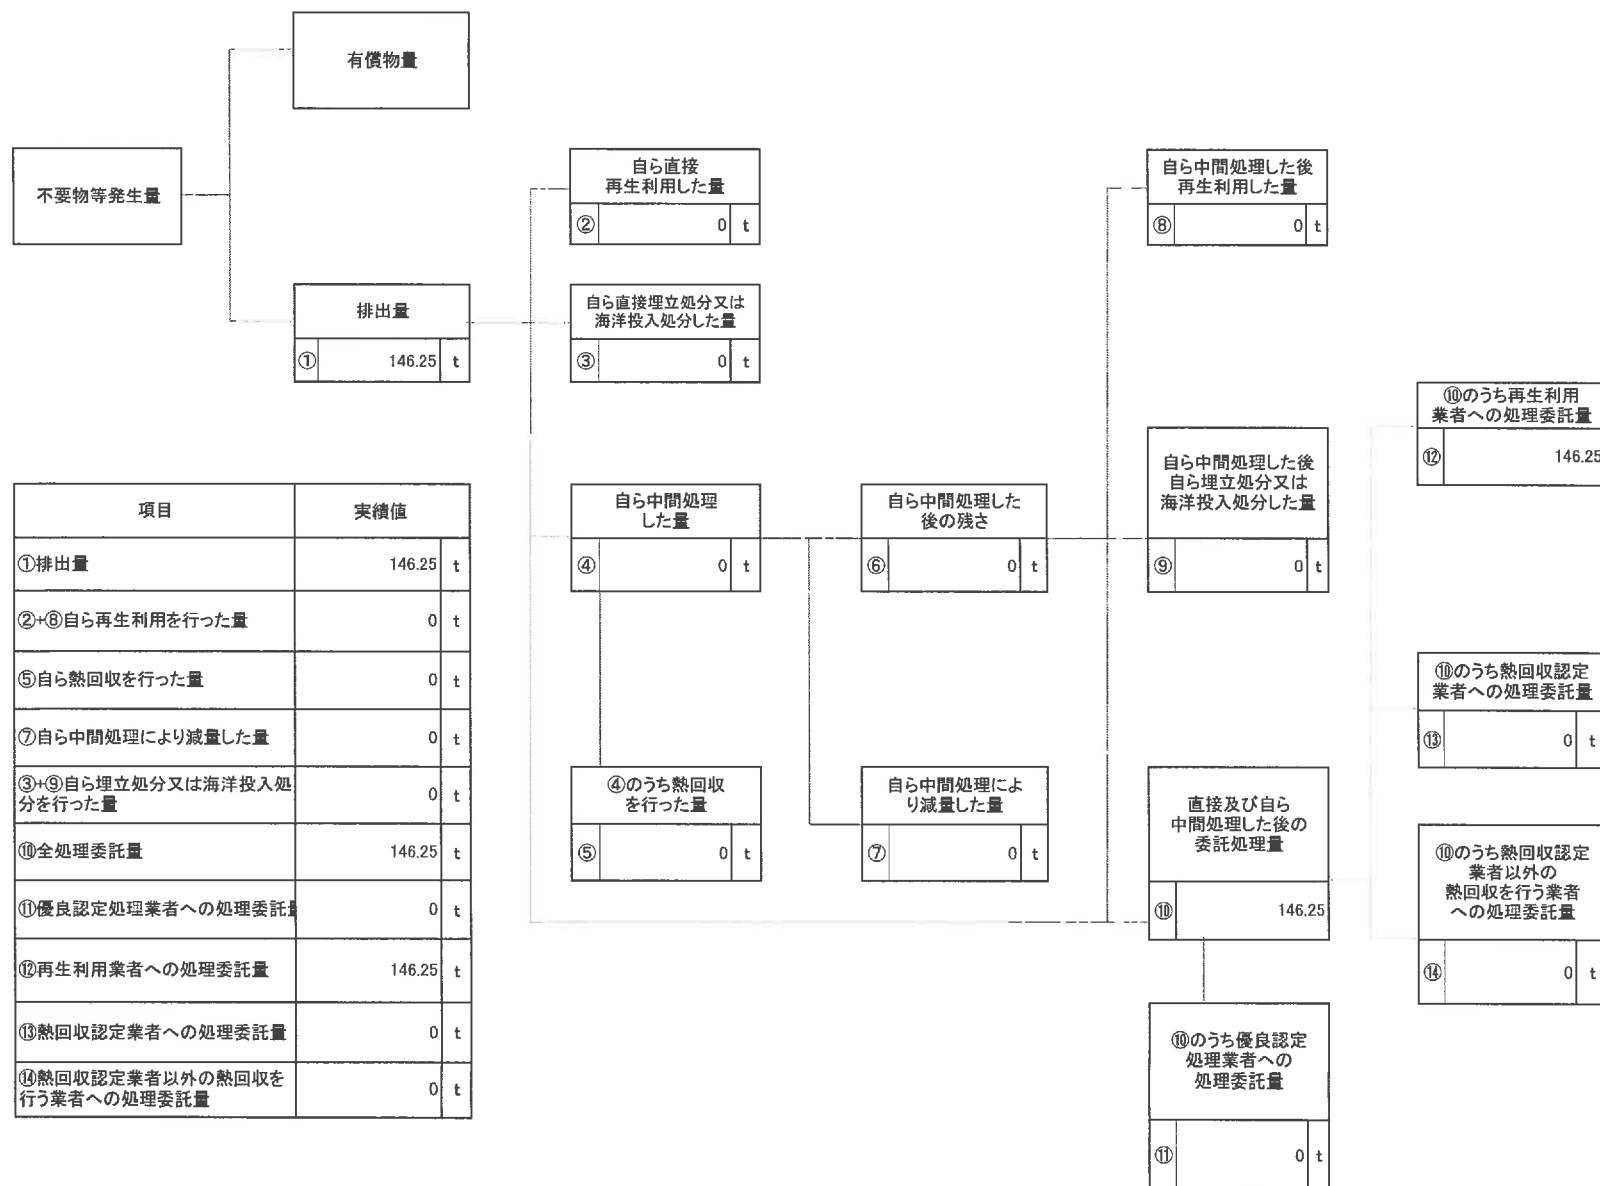 有償物量
不要物等発生量
排出量
① 146.25 t
自ら直接
再生利用した量
② 0 t
自ら直接埋立処分又は
海洋投入処分した量
③ 0 t
自ら中間処理
した量
④ 0 t
④のうち熱回収
を行った量
⑤ 0 t
自ら中間処理した
後の残さ
⑥ 0 t
自ら中間処理によ
り減量した量
⑦ 0 t
自ら中間処理した後
再生利用した量
⑧ 0 t
自ら中間処理した後
自ら埋立処分又は
海洋投入処分した量
⑨ 0 t
直接及び自ら
中間処理した後の
委託処理量
⑩ 146.25
⑩のうち優良認定
処理業者への
処理委託量
⑪ 0 t
⑩のうち再生利用
業者への処理委託量
⑫ 146.25
⑩のうち熱回収認定
業者への処理委託量
⑬ 0 t
⑩のうち熱回収認定
業者以外の
熱回収を行う業者
への処理委託量
⑭ 0 t
項目 実績値
①排出量 146.25 t
②+⑧自ら再生利用を行った量 0 t
⑤自ら熱回収を行った量 0 t
⑦自ら中間処理により減量した量 0 t
③+⑨自ら埋立処分又は海洋投入処
分を行った量 0 t
⑩全処理委託量 146.25 t
⑪優良認定処理業者への処理委託量 0 t
⑫再生利用業者への処理委託量 146.25 t
⑬熱回収認定業者への処理委託量 0 t
⑭熱回収認定業者以外の熱回収を
行う業者への処理委託量 0 t